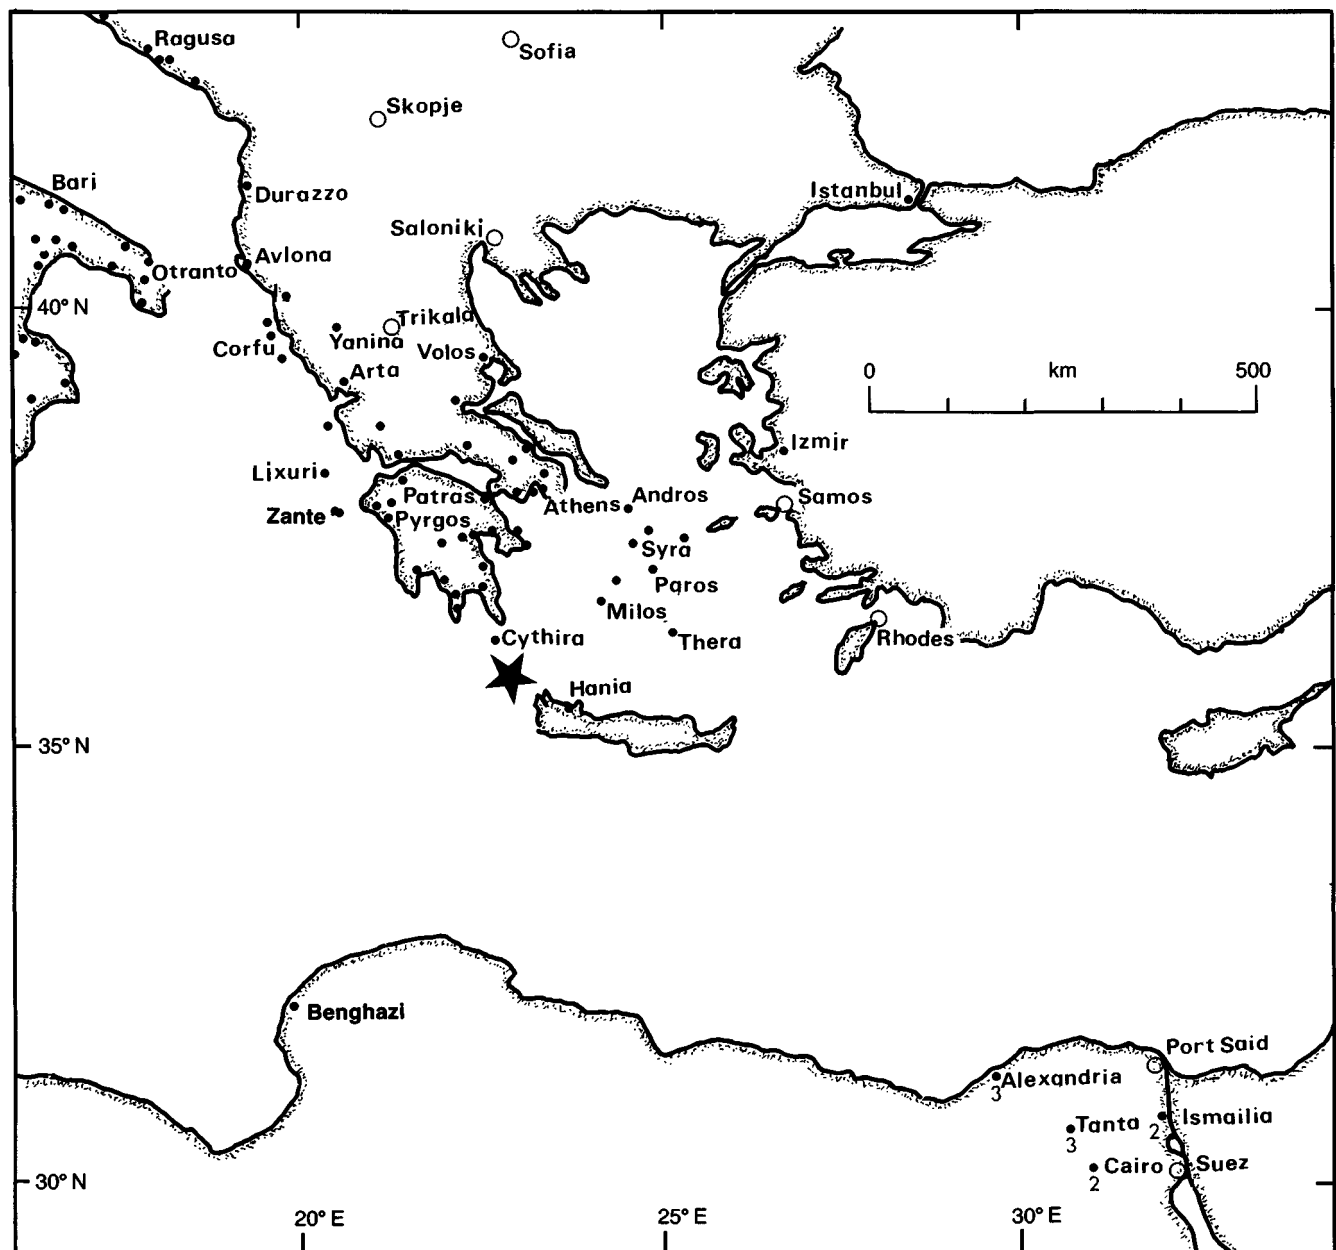 Ragusa
Sofia
Skopje
Bari
Durazzo
Istanbul
Saloniki
Avlona
Otranto
40° N
Trikala
Yanina
Corfu
Volos
Arta
0 km 500
Izmir
Lixuri
Patras
Andros
Samos
Athens
Zante
Pyrgos
Syra
Paros
Milos
Cythira
Thera
Rhodes
Hania
35° N
Benghazi
Port Said
Alexandria
3
Tanta
3
Ismailia
2
Cairo
2
Suez
30° N
20° E
25° E
30° E